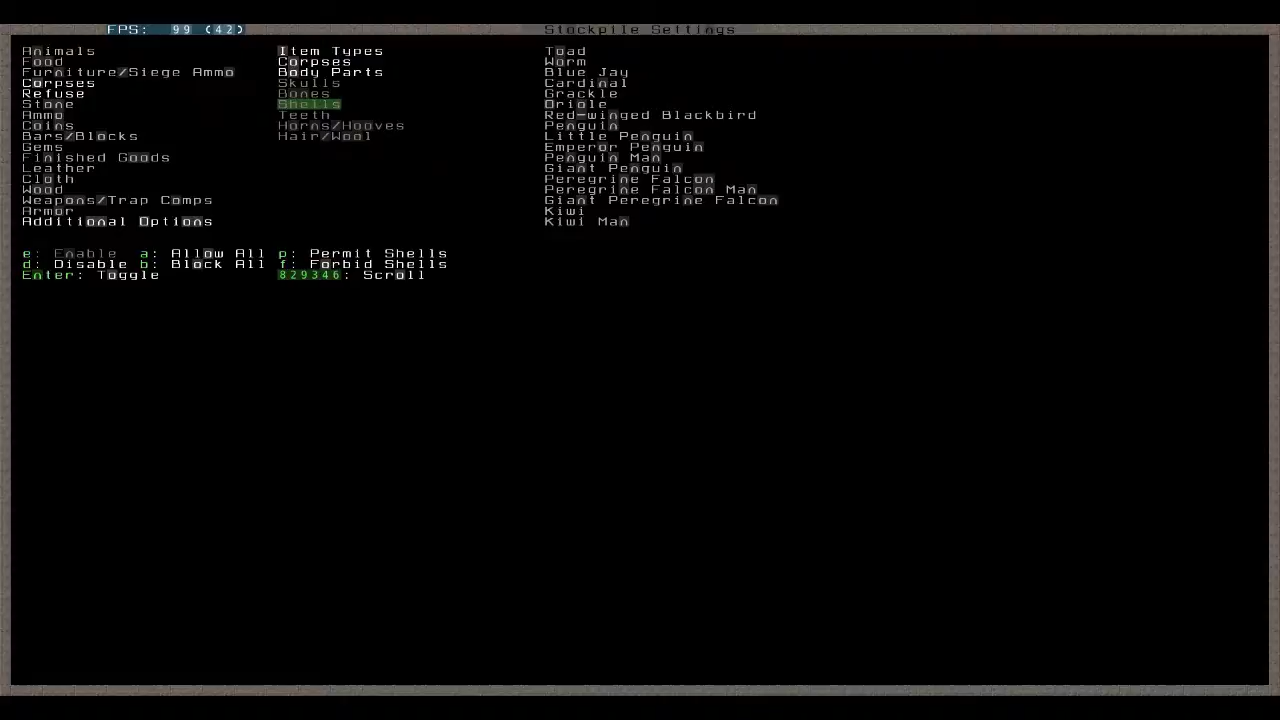 FPS: 99 (42) Stockpile Settings
Animals Item Types Toad
Food Corpses Worm
Furniture/Siege Ammo Body Parts Blue Jay
Corpses Skulls Cardinal
Refuse Bones Grackle
Stone Shells Oriole
Ammo Teeth Red-winged Blackbird
Coins Horns/Hooves Penguin
Bars/Blocks Hair/Wool Little Penguin
Gems Emperor Penguin
Finished Goods Penguin Man
Leather Giant Penguin
Cloth Peregrine Falcon
Wood Peregrine Falcon Man
Weapons/Trap Comps Giant Peregrine Falcon
Armor Kiwi
Additional Options Kiwi Man
e: Enable a: Allow All p: Permit Shells
d: Disable b: Block All f: Forbid Shells
Enter: Toggle 829346: Scroll